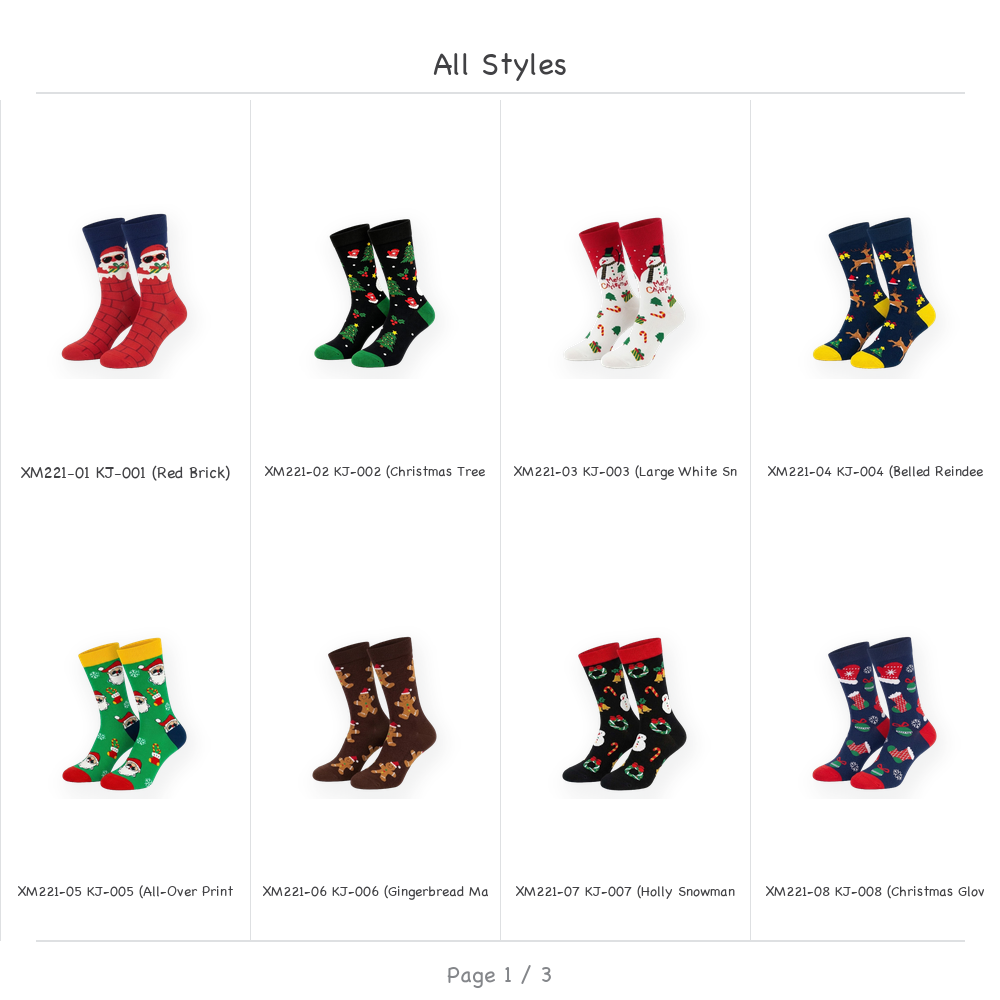 All Styles
XM221-01 KJ-001 (Red Brick)
XM221-02 KJ-002 (Christmas Tree
XM221-03 KJ-003 (Large White Sn
XM221-04 KJ-004 (Belled Reindee
XM221-05 KJ-005 (All-Over Print
XM221-06 KJ-006 (Gingerbread Ma
XM221-07 KJ-007 (Holly Snowman
XM221-08 KJ-008 (Christmas Glov
Page 1 / 3